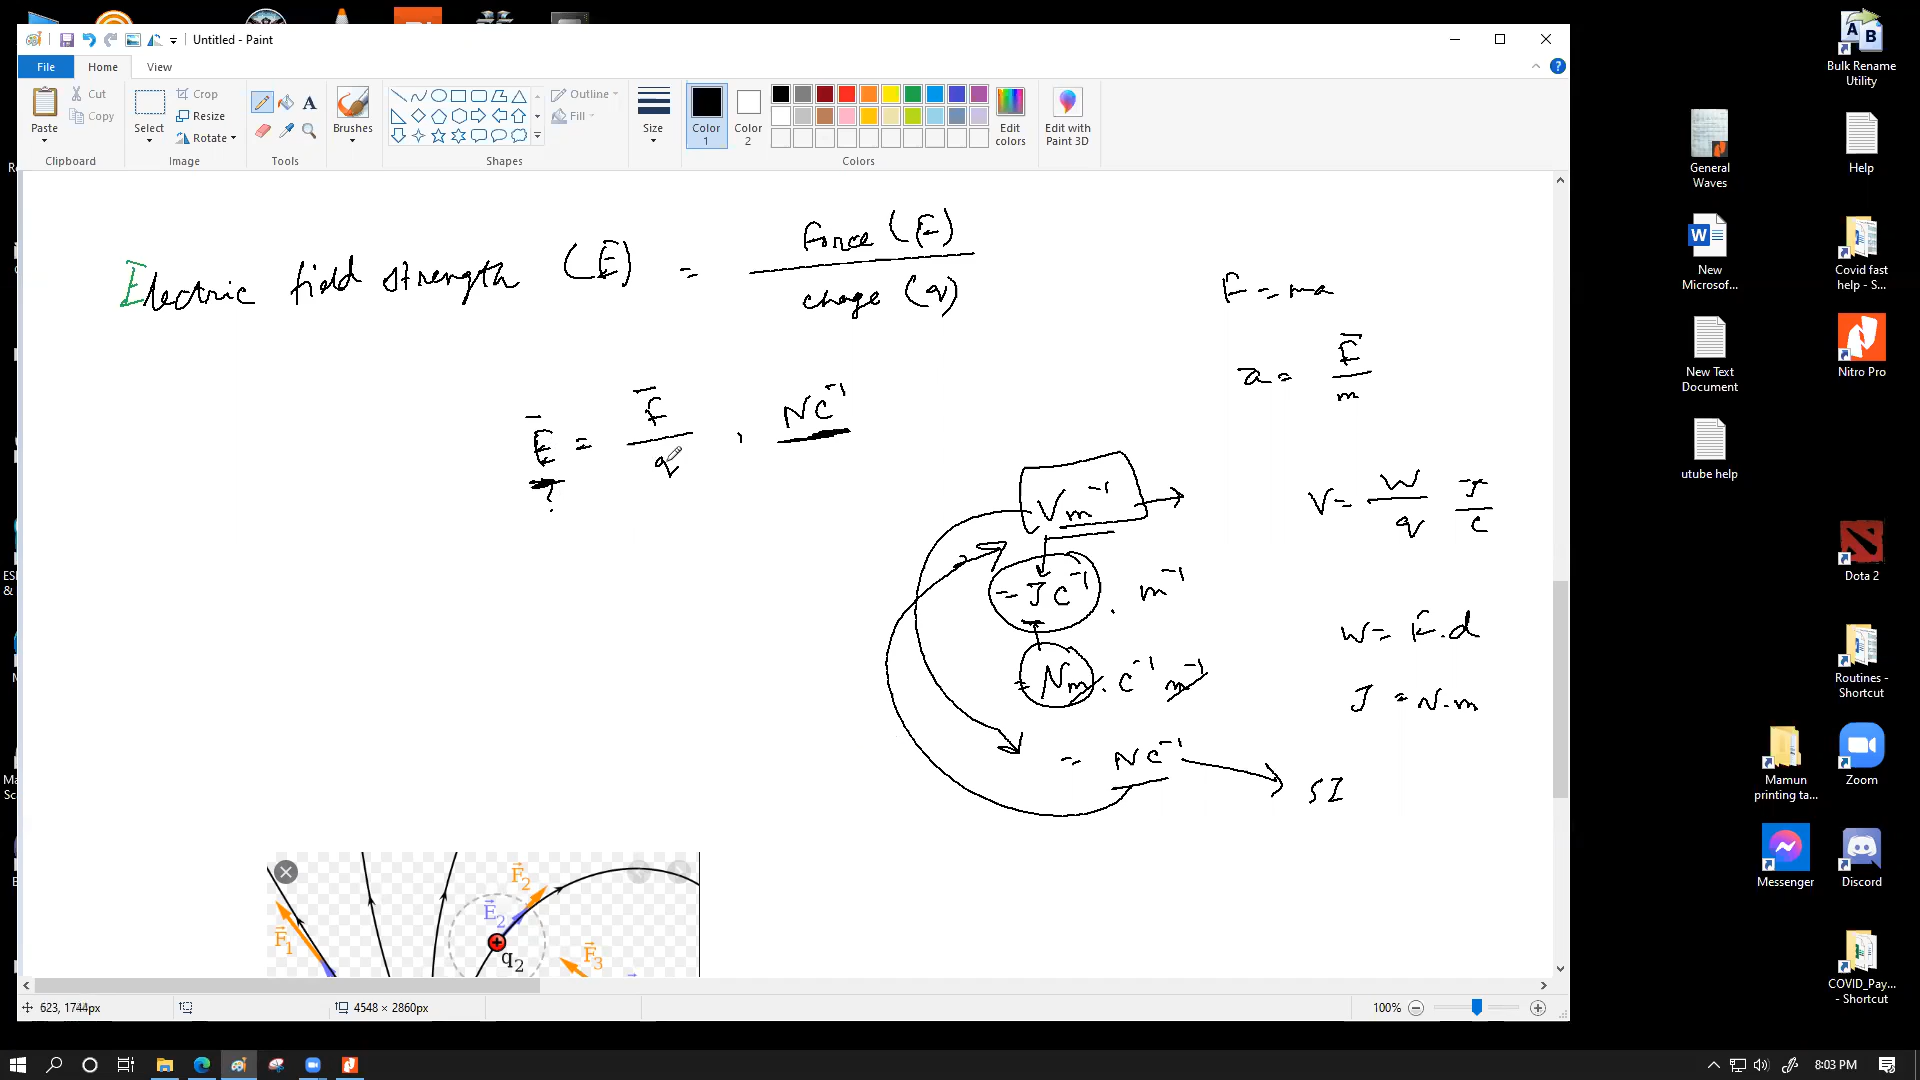 Untitled - Paint
Bulk Rename Utility
File Home View
Paste Cut Copy Select Crop Resize Rotate Brushes Outline Fill Size Color 1 Color 2 Edit colors Edit with Paint 3D
Clipboard Image Tools Shapes Colors
General Waves
Help
Electric field strength (E) = Force (F) / charge (q)
F = ma
New Microsof...
Covid fast help - S...
a = F / m
E = F / q , NC⁻¹
?
New Text Document
Nitro Pro
utube help
Vm⁻¹
V = W / q J / C
= JC⁻¹ . m⁻¹
Dota 2
W = F.d
= Nm . C⁻¹ m⁻¹
J = N.m
Routines - Shortcut
= NC⁻¹
SI
Mamun printing ta...
Zoom
F₂
E₂
F₁
q₂
F₃
Messenger
Discord
COVID_Pay... - Shortcut
623, 1744px 4548 × 2860px 100%
8:03 PM